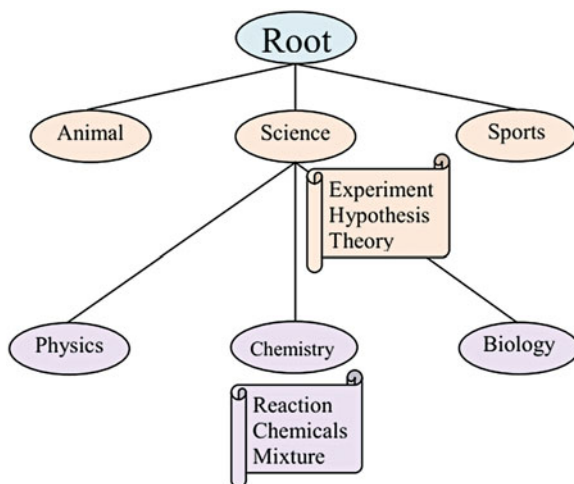 Root
Animal
Science
Sports
Experiment
Hypothesis
Theory
Physics
Chemistry
Biology
Reaction
Chemicals
Mixture